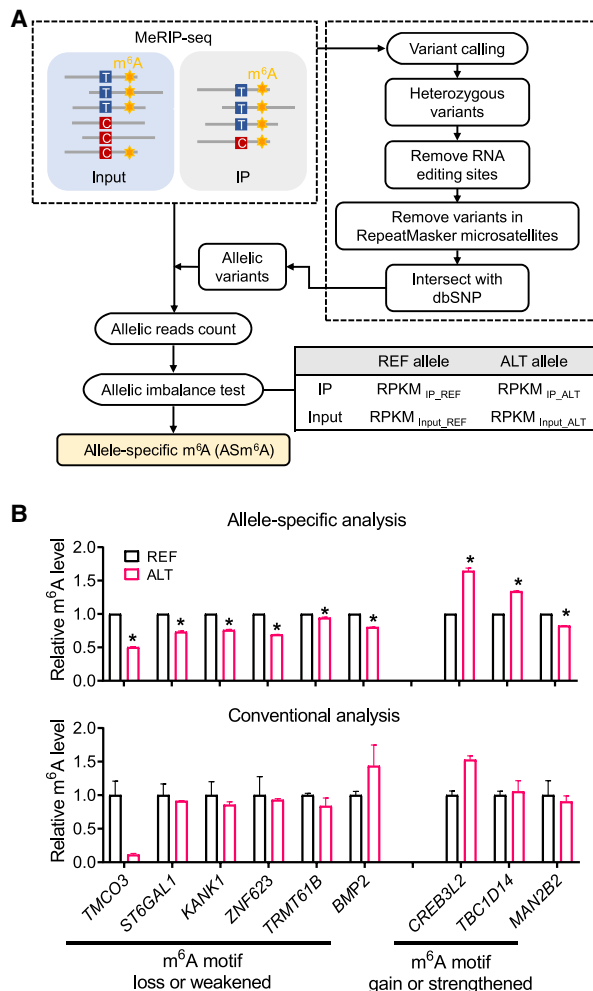 A
MeRIP-seq
m⁶A
T
T
T
C
C
C
Input
m⁶A
T
T
T
C
IP
Variant calling
Heterozygous
variants
Remove RNA
editing sites
Remove variants in
RepeatMasker microsatellites
Intersect with
dbSNP
Allelic
variants
Allelic reads count
Allelic imbalance test
Allele-specific m⁶A (ASm⁶A)
REF allele ALT allele
IP RPKM IP_REF RPKM IP_ALT
Input RPKM Input_REF RPKM Input_ALT
B
Allele-specific analysis
Relative m⁶A level
2.0
1.5
1.0
0.5
0.0
REF
ALT
* * * * * * * * *
Conventional analysis
Relative m⁶A level
2.0
1.5
1.0
0.5
0.0
TMCO3
ST6GAL1
KANK1
ZNF623
TRMT61B
BMP2
CREB3L2
TBC1D14
MAN2B2
m⁶A motif
loss or weakened
m⁶A motif
gain or strengthened